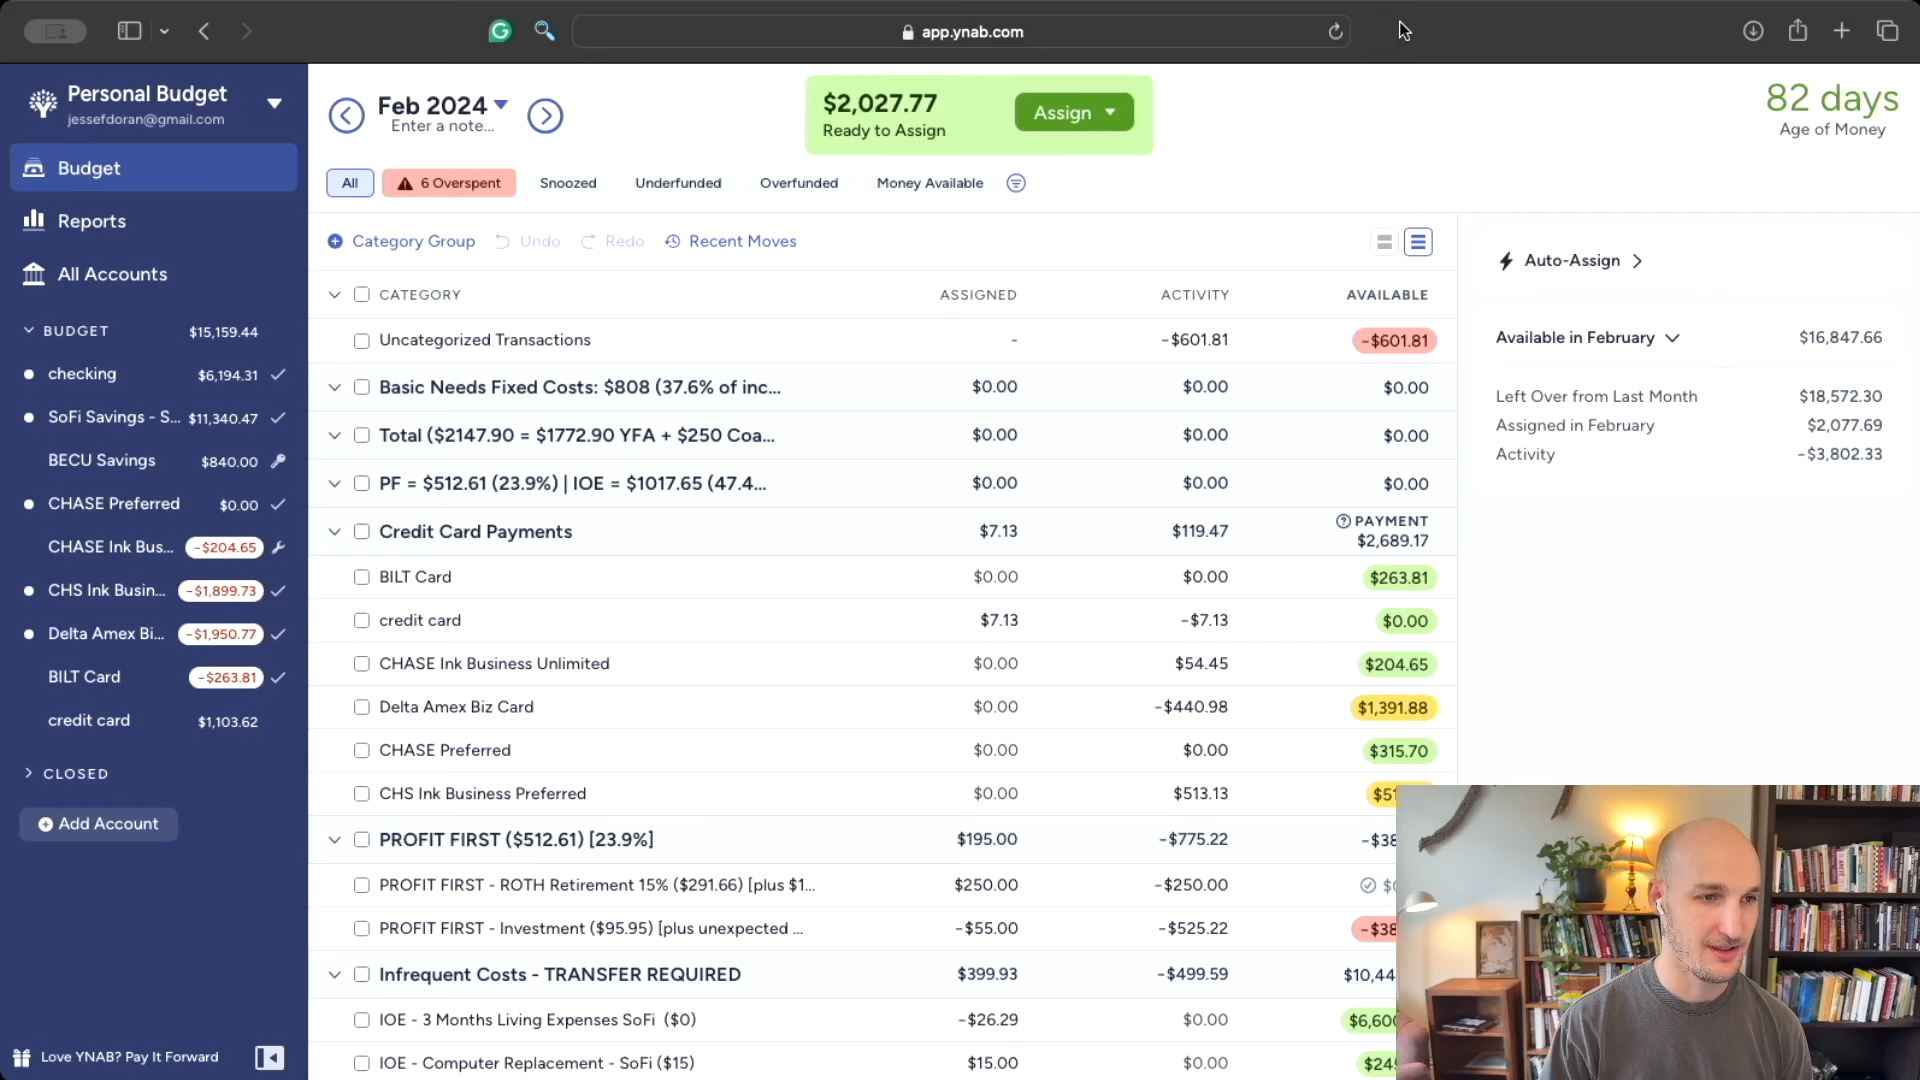 app.ynab.com
Personal Budget
jessefdoran@gmail.com
Budget
Reports
All Accounts
BUDGET $15,159.44
checking $6,194.31
SoFi Savings - S... $11,340.47
BECU Savings $840.00
CHASE Preferred $0.00
CHASE Ink Bus... -$204.65
CHS Ink Busin... -$1,899.73
Delta Amex Bi... -$1,950.77
BILT Card -$263.81
credit card $1,103.62
CLOSED
Add Account
Love YNAB? Pay It Forward
Feb 2024
Enter a note...
$2,027.77
Ready to Assign
Assign
82 days
Age of Money
All 6 Overspent Snoozed Underfunded Overfunded Money Available
Category Group Undo Redo Recent Moves
CATEGORY ASSIGNED ACTIVITY AVAILABLE
Uncategorized Transactions - -$601.81 -$601.81
Basic Needs Fixed Costs: $808 (37.6% of inc... $0.00 $0.00 $0.00
Total ($2147.90 = $1772.90 YFA + $250 Coa... $0.00 $0.00 $0.00
PF = $512.61 (23.9%) | IOE = $1017.65 (47.4... $0.00 $0.00 $0.00
Credit Card Payments $7.13 $119.47 PAYMENT $2,689.17
BILT Card $0.00 $0.00 $263.81
credit card $7.13 -$7.13 $0.00
CHASE Ink Business Unlimited $0.00 $54.45 $204.65
Delta Amex Biz Card $0.00 -$440.98 $1,391.88
CHASE Preferred $0.00 $0.00 $315.70
CHS Ink Business Preferred $0.00 $513.13
PROFIT FIRST ($512.61) [23.9%] $195.00 -$775.22
PROFIT FIRST - ROTH Retirement 15% ($291.66) [plus $1... $250.00 -$250.00
PROFIT FIRST - Investment ($95.95) [plus unexpected ... -$55.00 -$525.22
Infrequent Costs - TRANSFER REQUIRED $399.93 -$499.59
IOE - 3 Months Living Expenses SoFi ($0) -$26.29 $0.00
IOE - Computer Replacement - SoFi ($15) $15.00 $0.00
Auto-Assign
Available in February $16,847.66
Left Over from Last Month $18,572.30
Assigned in February $2,077.69
Activity -$3,802.33